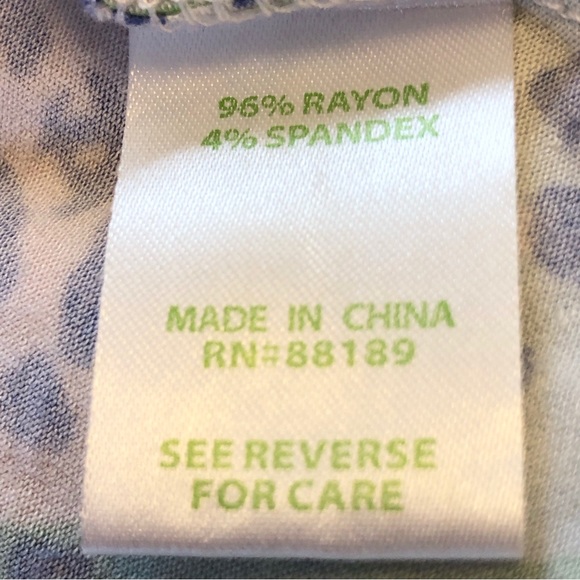 96% RAYON
4% SPANDEX
MADE IN CHINA
RN#88189
SEE REVERSE
FOR CARE